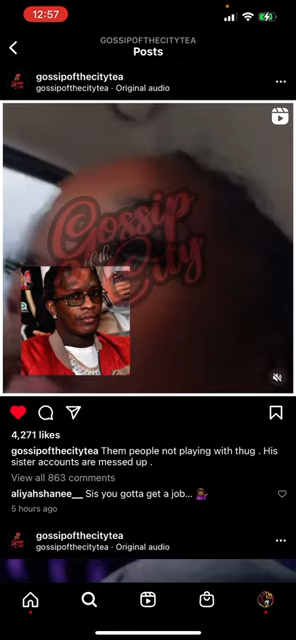 12:57
GOSSIPOFTHECITYTEA
Posts
gossipofthecitytea
gossipofthecitytea · Original audio
Gossip
of the
City
4,271 likes
gossipofthecitytea Them people not playing with thug . His
sister accounts are messed up .
View all 863 comments
aliyahshanee__ Sis you gotta get a job...
5 hours ago
gossipofthecitytea
gossipofthecitytea · Original audio